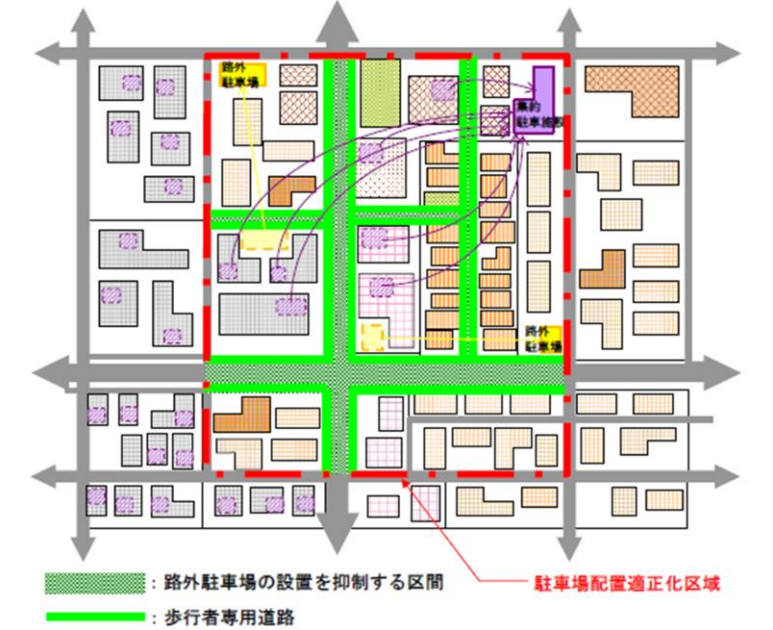 路外
駐車場
集約
駐車施設
路外
駐車場
：路外駐車場の設置を抑制する区間
駐車場配置適正化区域
：歩行者専用道路